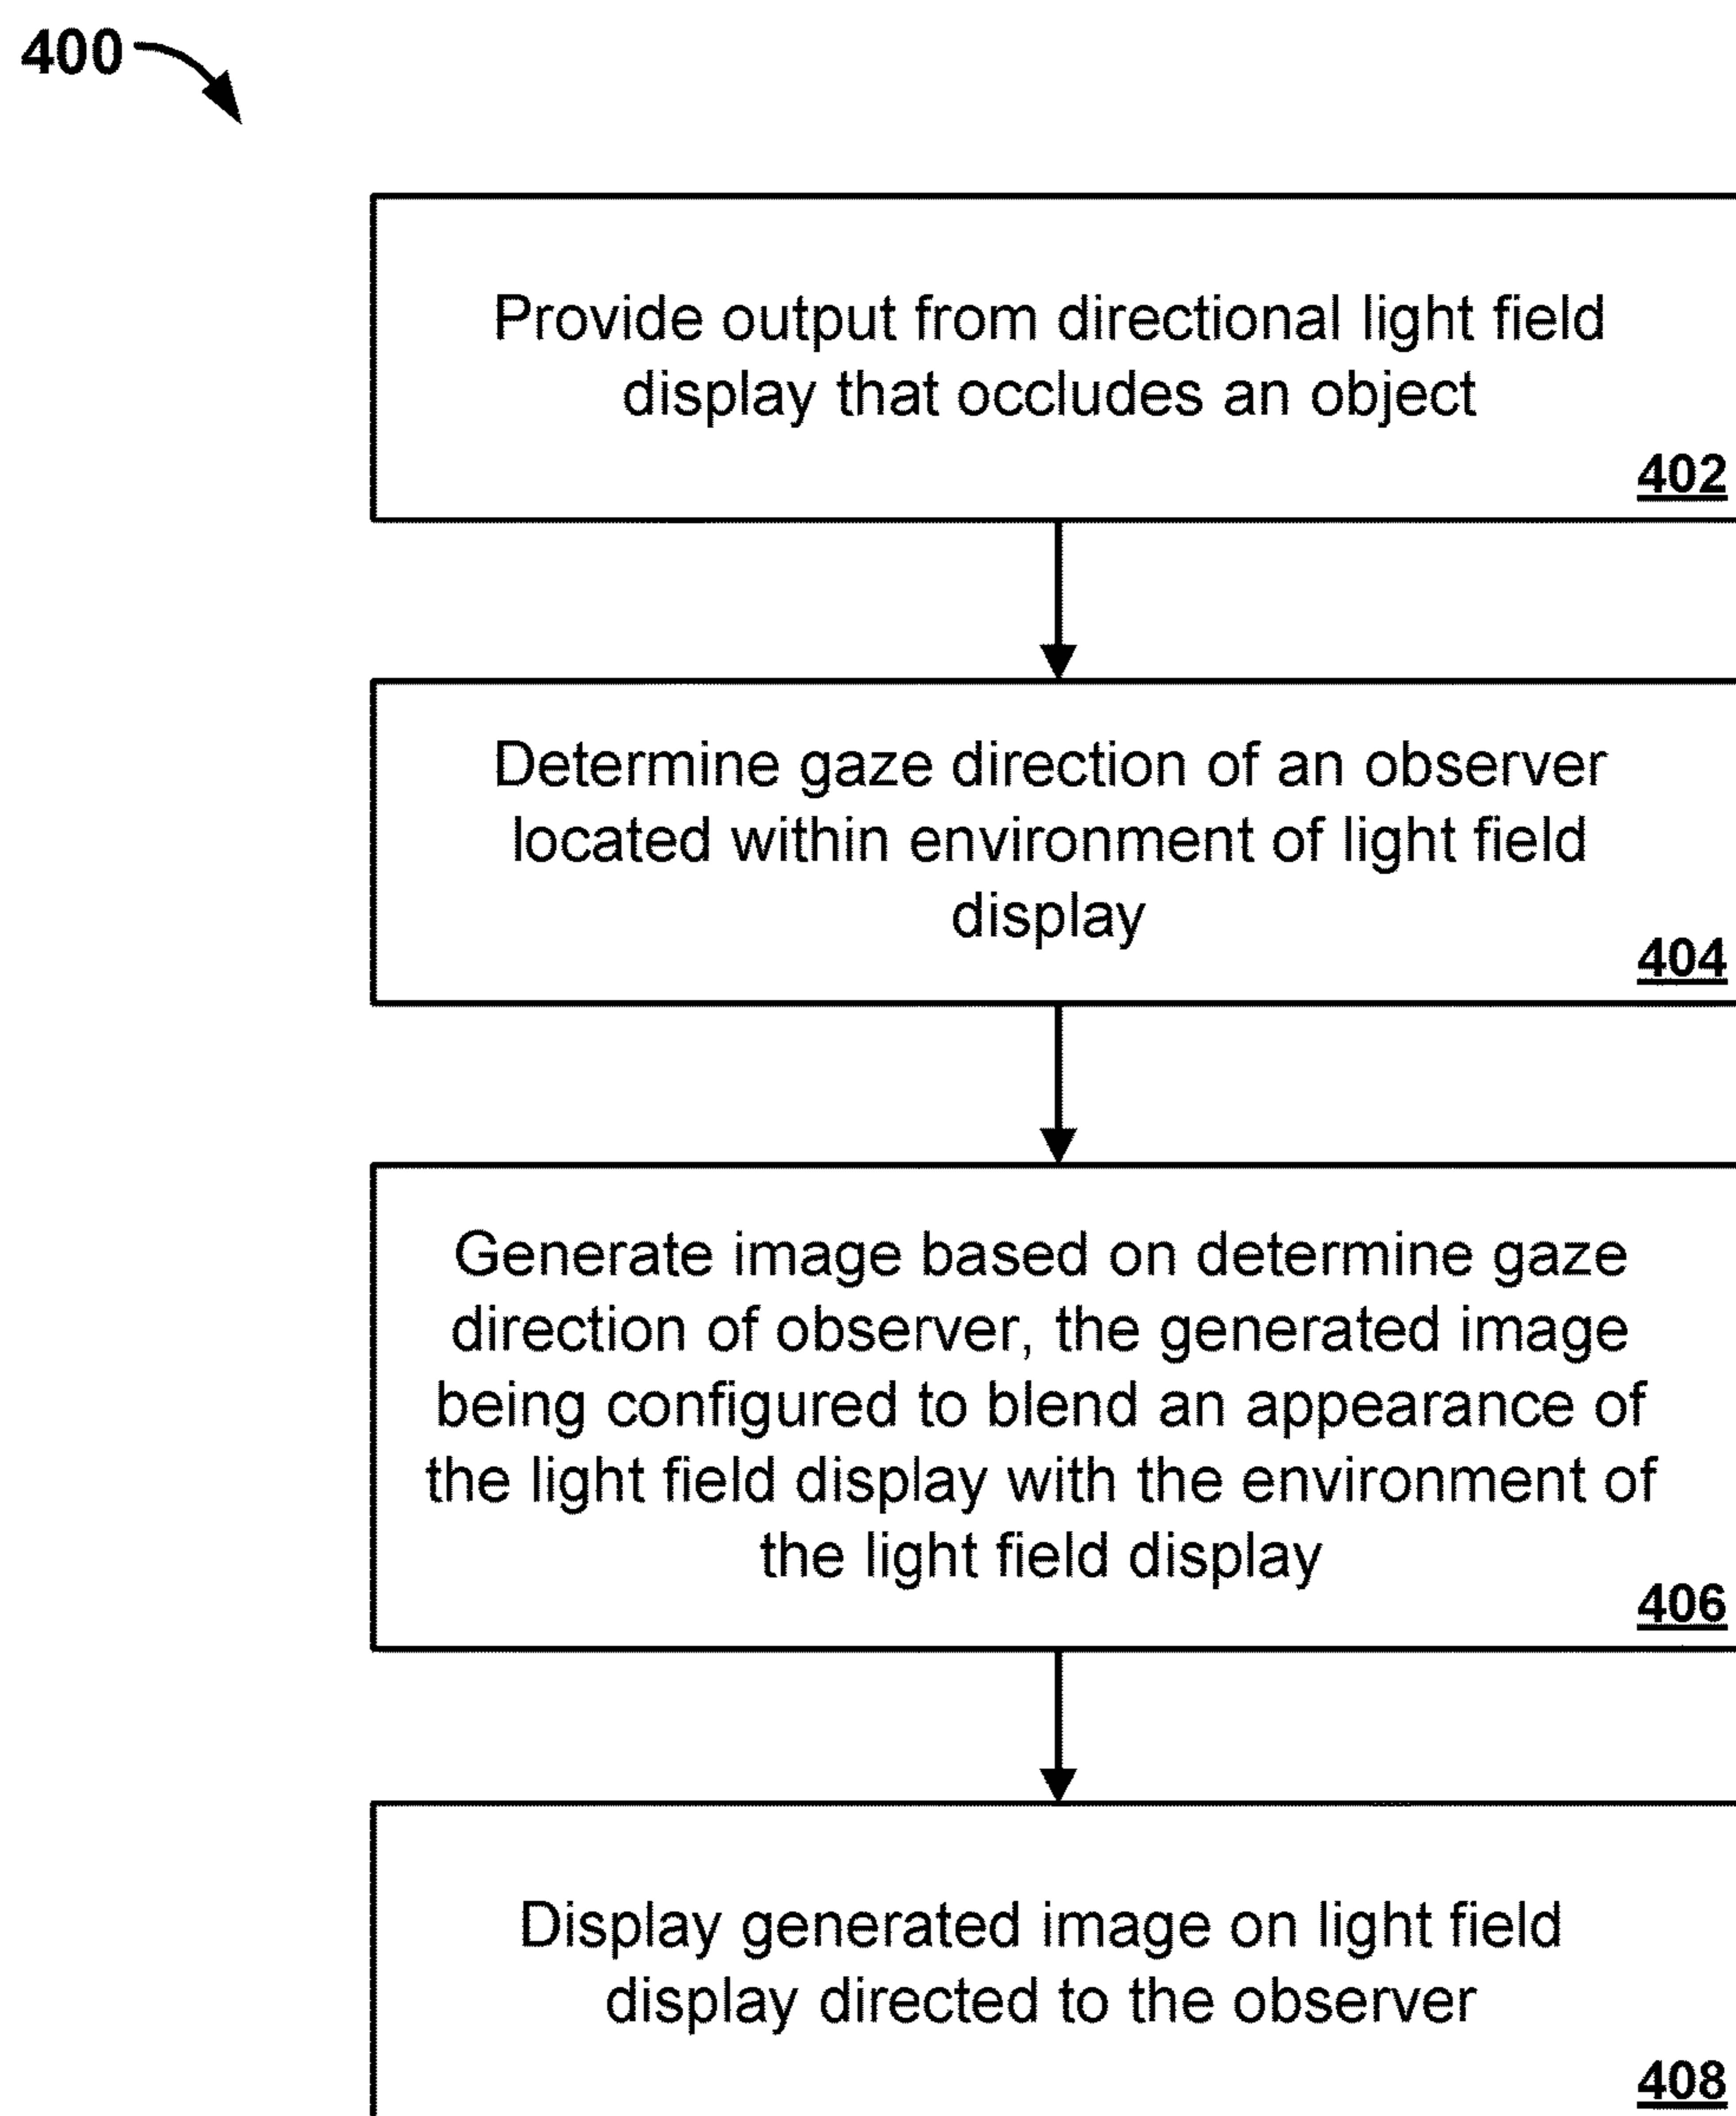 400
Provide output from directional light field
display that occludes an object
402
Determine gaze direction of an observer
located within environment of light field
display
404
Generate image based on determine gaze
direction of observer, the generated image
being configured to blend an appearance of
the light field display with the environment of
the light field display
406
Display generated image on light field
display directed to the observer
408